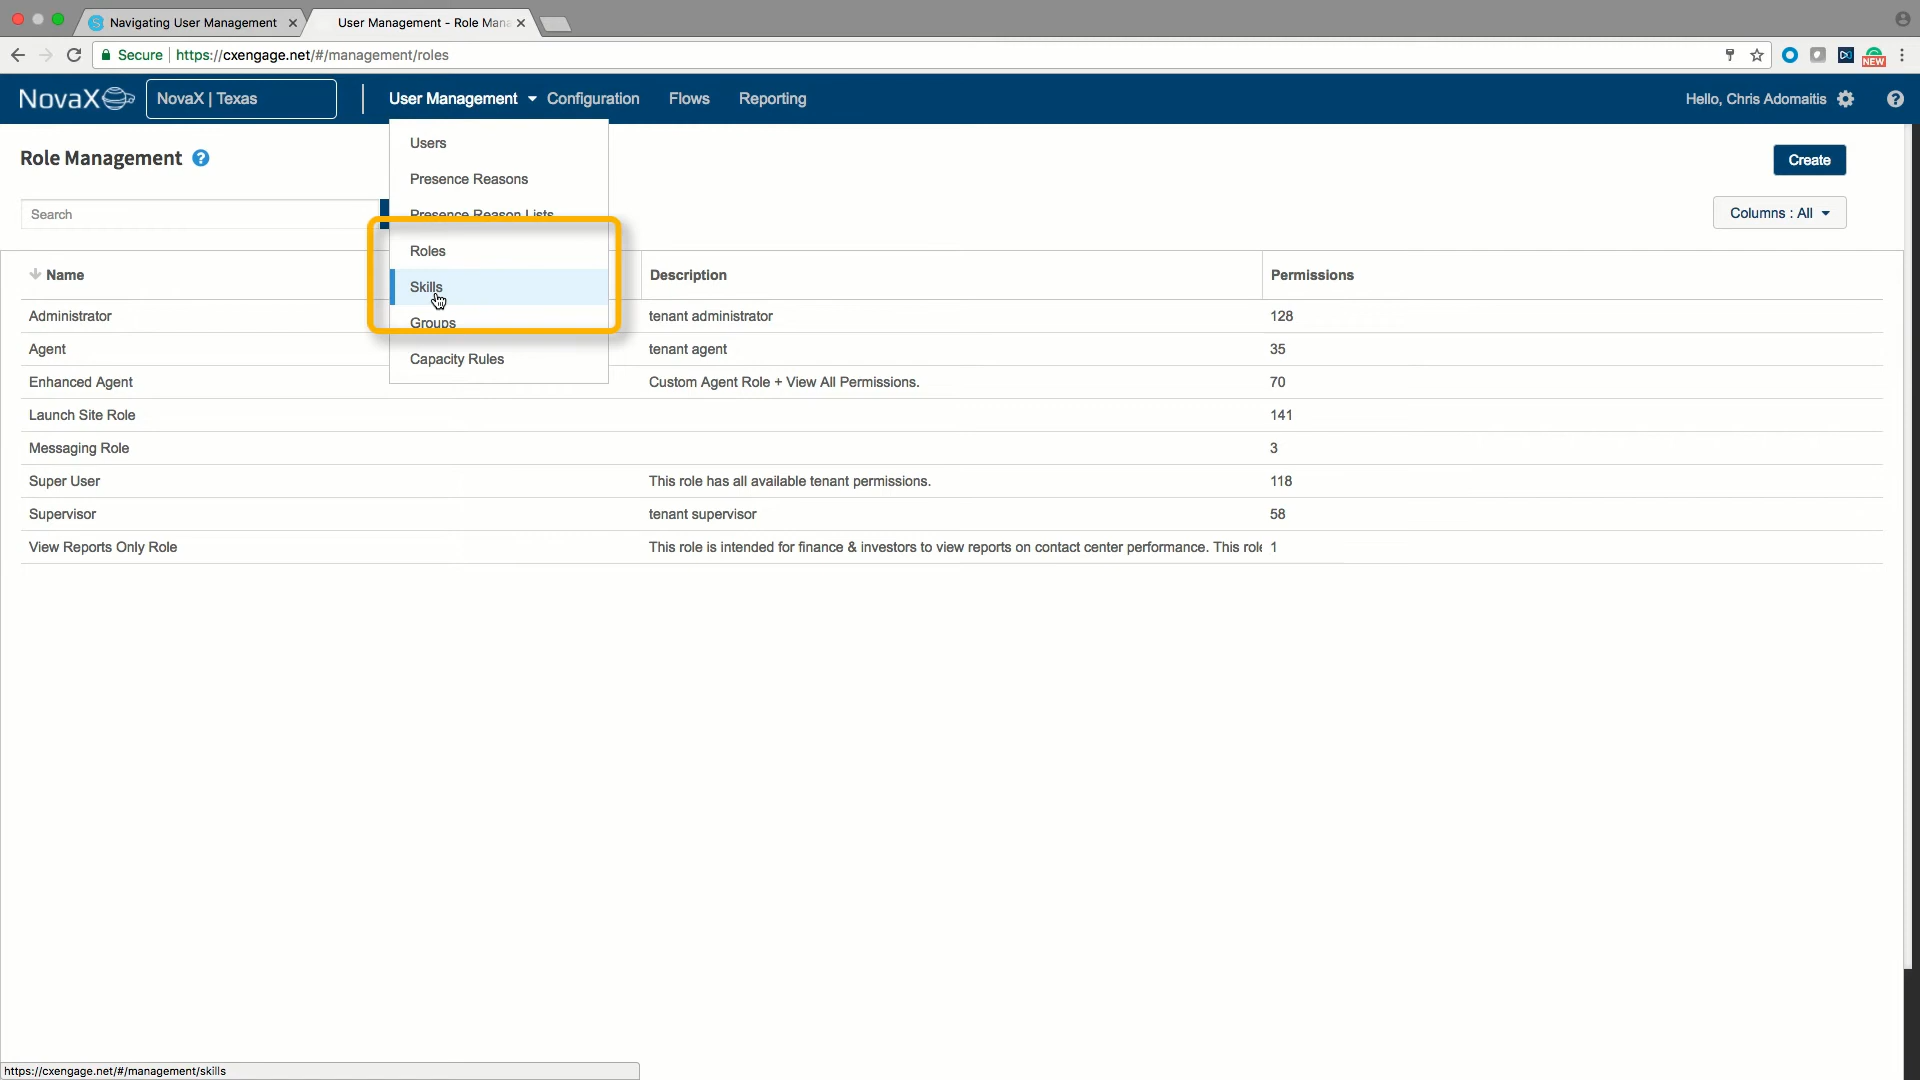 Navigating User Management
User Management - Role Mana
Secure
https://cxengage.net/#/management/roles
NEW
NovaX
NovaX | Texas
User Management
Configuration
Flows
Reporting
Hello, Chris Adomaitis
Users
Role Management
Create
Presence Reasons
Search
Presence Reason Lists
Columns : All
Roles
Skills
Groups
Capacity Rules
Name
Description
Permissions
Administrator
tenant administrator
128
Agent
tenant agent
35
Enhanced Agent
Custom Agent Role + View All Permissions.
70
Launch Site Role
141
Messaging Role
3
Super User
This role has all available tenant permissions.
118
Supervisor
tenant supervisor
58
View Reports Only Role
This role is intended for finance & investors to view reports on contact center performance. This role
1
https://cxengage.net/#/management/skills